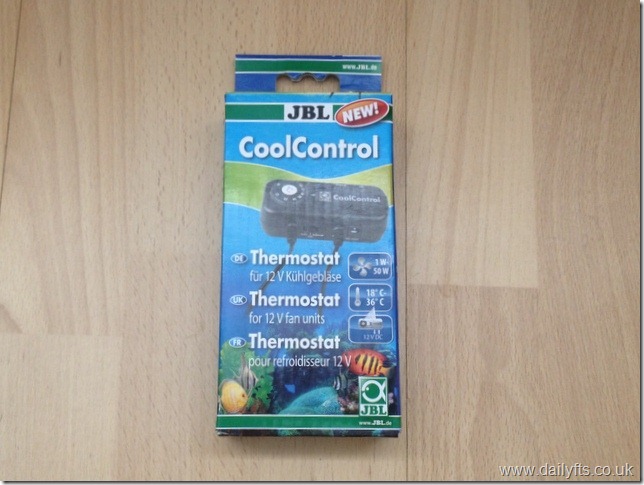 www.JBL.de
JBL NEW!
CoolControl
CoolControl
DE Thermostat
für 12 V Kühlgebläse
1 W-
50 W
UK Thermostat
for 12 V fan units
18° C-
36° C
12 V DC
FR Thermostat
pour refroidisseur 12 V
JBL
www.JBL.de
www.dailyfts.co.uk